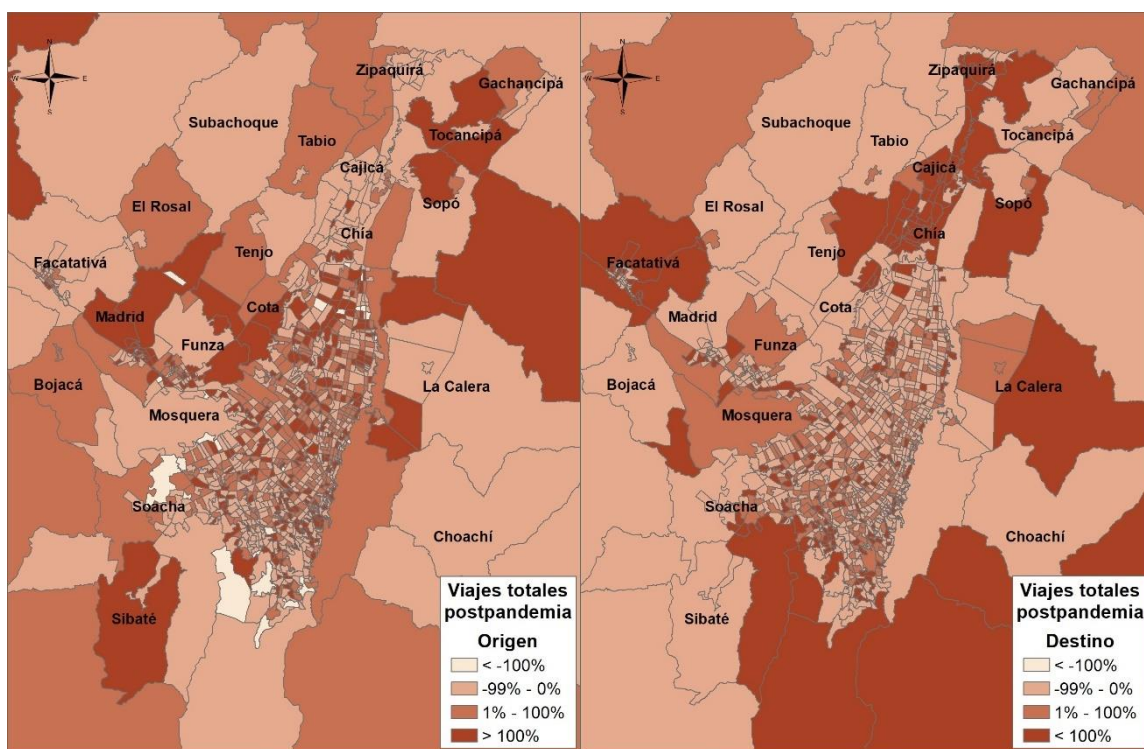 N
W E
S
Zipaquirá
Gachancipá
Subachoque
Tabio
Tocancipá
Cajicá
El Rosal
Sopó
Chía
Tenjo
Facatativá
Cota
Madrid
Funza
Bojacá
La Calera
Mosquera
Soacha
Choachí
Sibaté
Viajes totales
postpandemia
Origen
< -100%
-99% - 0%
1% - 100%
> 100%
N
W E
S
Zipaquirá
Gachancipá
Subachoque
Tabio
Tocancipá
Cajicá
El Rosal
Sopó
Chía
Tenjo
Facatativá
Cota
Madrid
Funza
Bojacá
La Calera
Mosquera
Soacha
Choachí
Sibaté
Viajes totales
postpandemia
Destino
< -100%
-99% - 0%
1% - 100%
< 100%